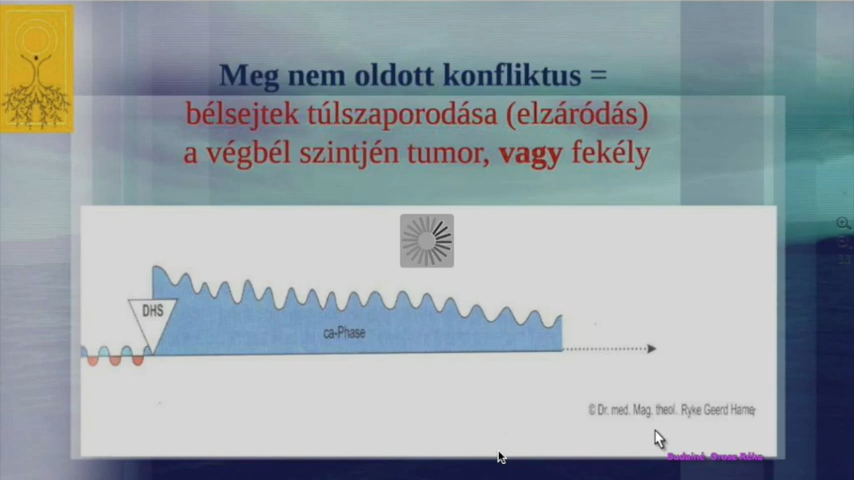 Meg nem oldott konfliktus =
bélsejtek túlszaporodása (elzáródás)
a végbél szintjén tumor, vagy fekély
DHS
ca-Phase
© Dr. med. Mag. theol. Ryke Geerd Hamer